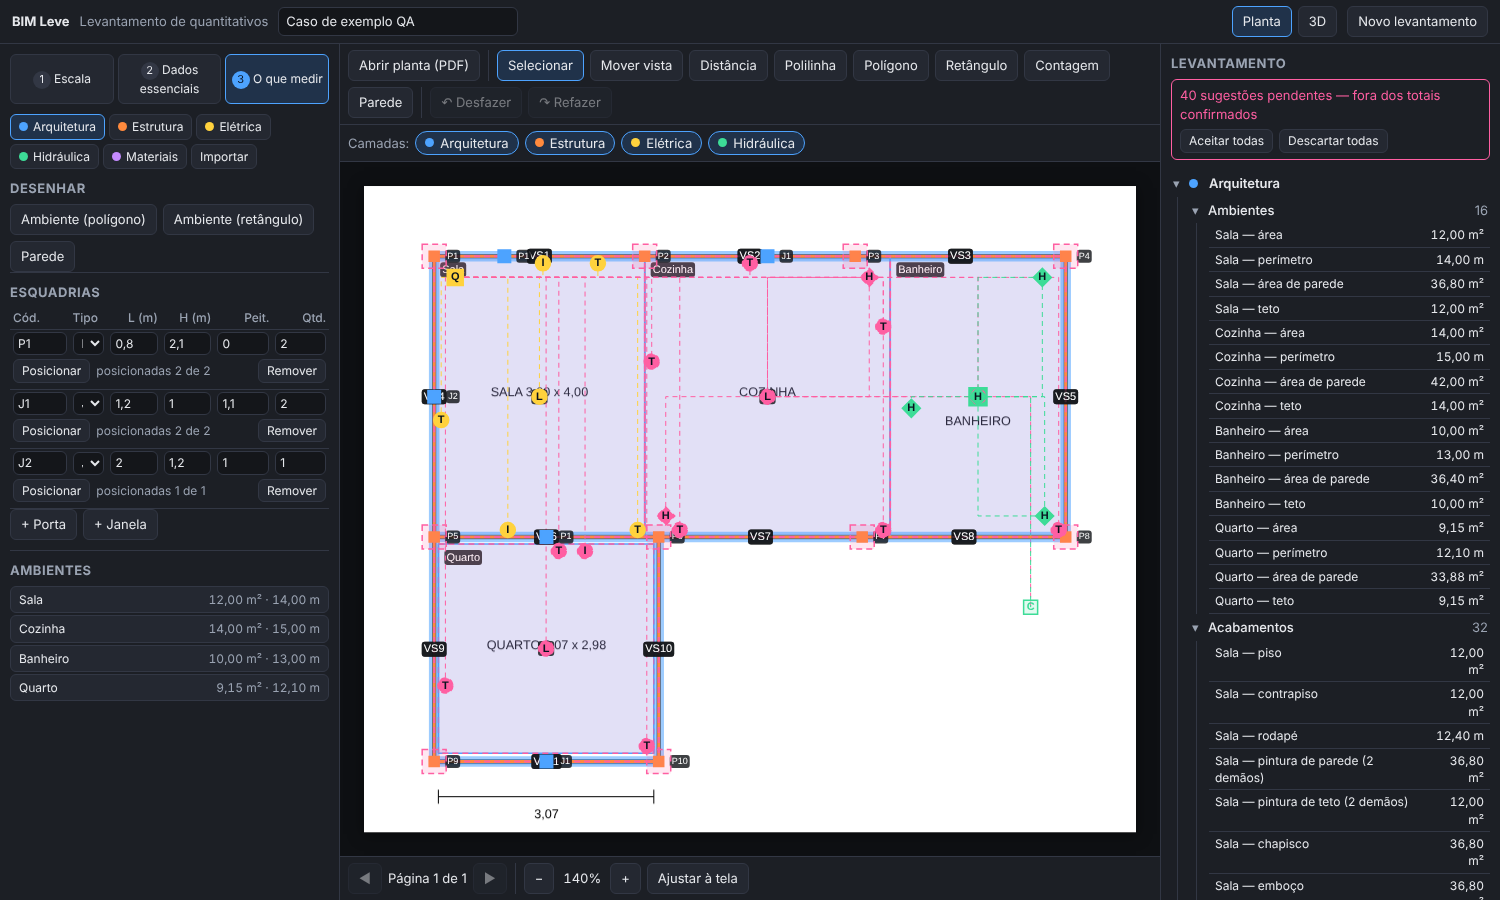 BIM Leve Levantamento de quantitativos Caso de exemplo QA Planta 3D Novo levantamento
1 Escala
2 Dados essenciais
3 O que medir
Arquitetura Estrutura Elétrica
Hidráulica Materiais Importar
DESENHAR
Ambiente (polígono) Ambiente (retângulo)
Parede
ESQUADRIAS
Cód. Tipo L (m) H (m) Peit. Qtd.
P1 0,8 2,1 0 2
Posicionar posicionadas 2 de 2 Remover
J1 1,2 1 1,1 2
Posicionar posicionadas 2 de 2 Remover
J2 2 1,2 1 1
Posicionar posicionadas 1 de 1 Remover
+ Porta + Janela
AMBIENTES
Sala 12,00 m² · 14,00 m
Cozinha 14,00 m² · 15,00 m
Banheiro 10,00 m² · 13,00 m
Quarto 9,15 m² · 12,10 m
Abrir planta (PDF) Selecionar Mover vista Distância Polilinha Polígono Retângulo Contagem
Parede ↶ Desfazer ↷ Refazer
Camadas: Arquitetura Estrutura Elétrica Hidráulica
P1 P1 I T P2 T J1 P3 VS3 P4
Q Cozinha H Banheiro H
T
T
J2 SALA x 4,00 L L H VS5
T H BANHEIRO
H H
P5 I P1 T T VS7 T VS8 T P8
Quarto T I
C
VS9 QUARTO 07 x 2,98 L VS10
T
T
P9 J1 P10
3,07
Página 1 de 1 − 140% + Ajustar à tela
LEVANTAMENTO
40 sugestões pendentes — fora dos totais
confirmados
Aceitar todas Descartar todas
Arquitetura
Ambientes 16
Sala — área 12,00 m²
Sala — perímetro 14,00 m
Sala — área de parede 36,80 m²
Sala — teto 12,00 m²
Cozinha — área 14,00 m²
Cozinha — perímetro 15,00 m
Cozinha — área de parede 42,00 m²
Cozinha — teto 14,00 m²
Banheiro — área 10,00 m²
Banheiro — perímetro 13,00 m
Banheiro — área de parede 36,40 m²
Banheiro — teto 10,00 m²
Quarto — área 9,15 m²
Quarto — perímetro 12,10 m
Quarto — área de parede 33,88 m²
Quarto — teto 9,15 m²
Acabamentos 32
Sala — piso 12,00 m²
Sala — contrapiso 12,00 m²
Sala — rodapé 12,40 m
Sala — pintura de parede (2 demãos) 36,80 m²
Sala — pintura de teto (2 demãos) 12,00 m²
Sala — chapisco 36,80 m²
Sala — emboço 36,80